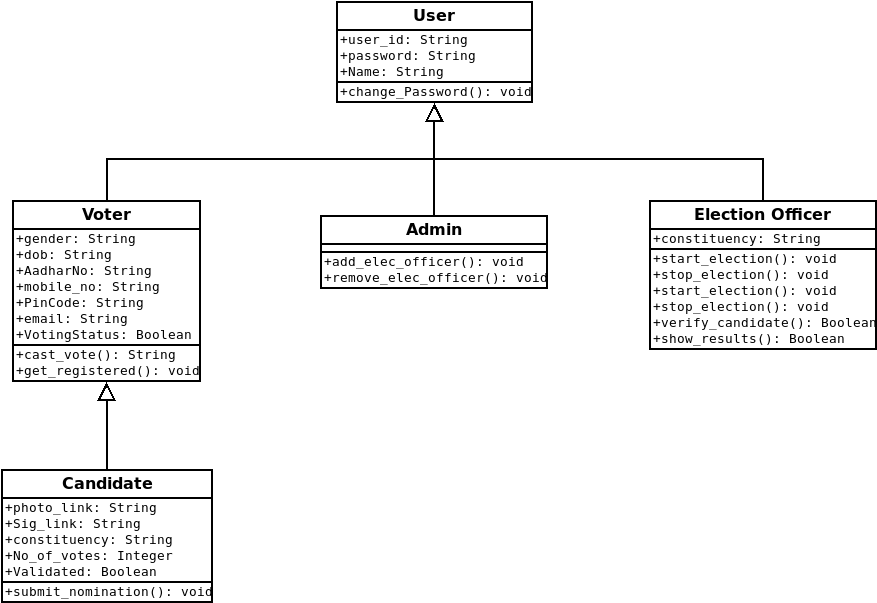 User
+user_id: String
+password: String
+Name: String
+change_Password(): void
Voter
+gender: String
+dob: String
+AadharNo: String
+mobile_no: String
+PinCode: String
+email: String
+VotingStatus: Boolean
+cast_vote(): String
+get_registered(): void
Admin
+add_elec_officer(): void
+remove_elec_officer(): void
Election Officer
+constituency: String
+start_election(): void
+stop_election(): void
+start_election(): void
+stop_election(): void
+verify_candidate(): Boolean
+show_results(): Boolean
Candidate
+photo_link: String
+Sig_link: String
+constituency: String
+No_of_votes: Integer
+Validated: Boolean
+submit_nomination(): void